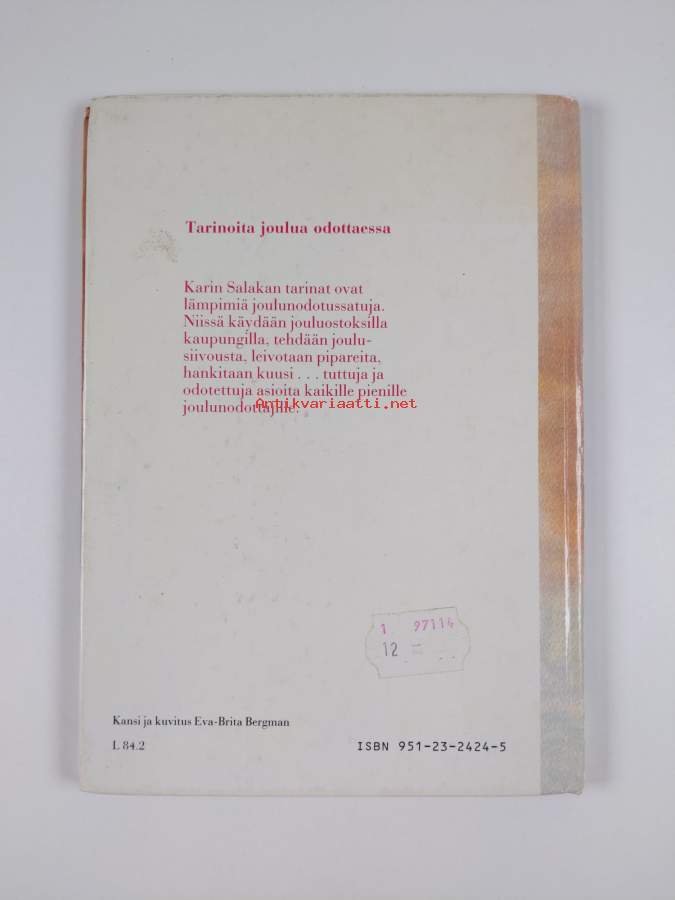 Tarinoita joulua odottaessa
Karin Salakan tarinat ovat
lämpimiä joulunodotussatuja.
Niissä käydään jouluostoksilla
kaupungilla, tehdään joulu-
siivousta, leivotaan pipareita,
hankitaan kuusi . . . tuttuja ja
odotettuja asioita kaikille pienille
Antikvariaatti.net
joulunodottajille.
1 97114
12 =
Kansi ja kuvitus Eva-Brita Bergman
L 84.2
ISBN 951-23-2424-5